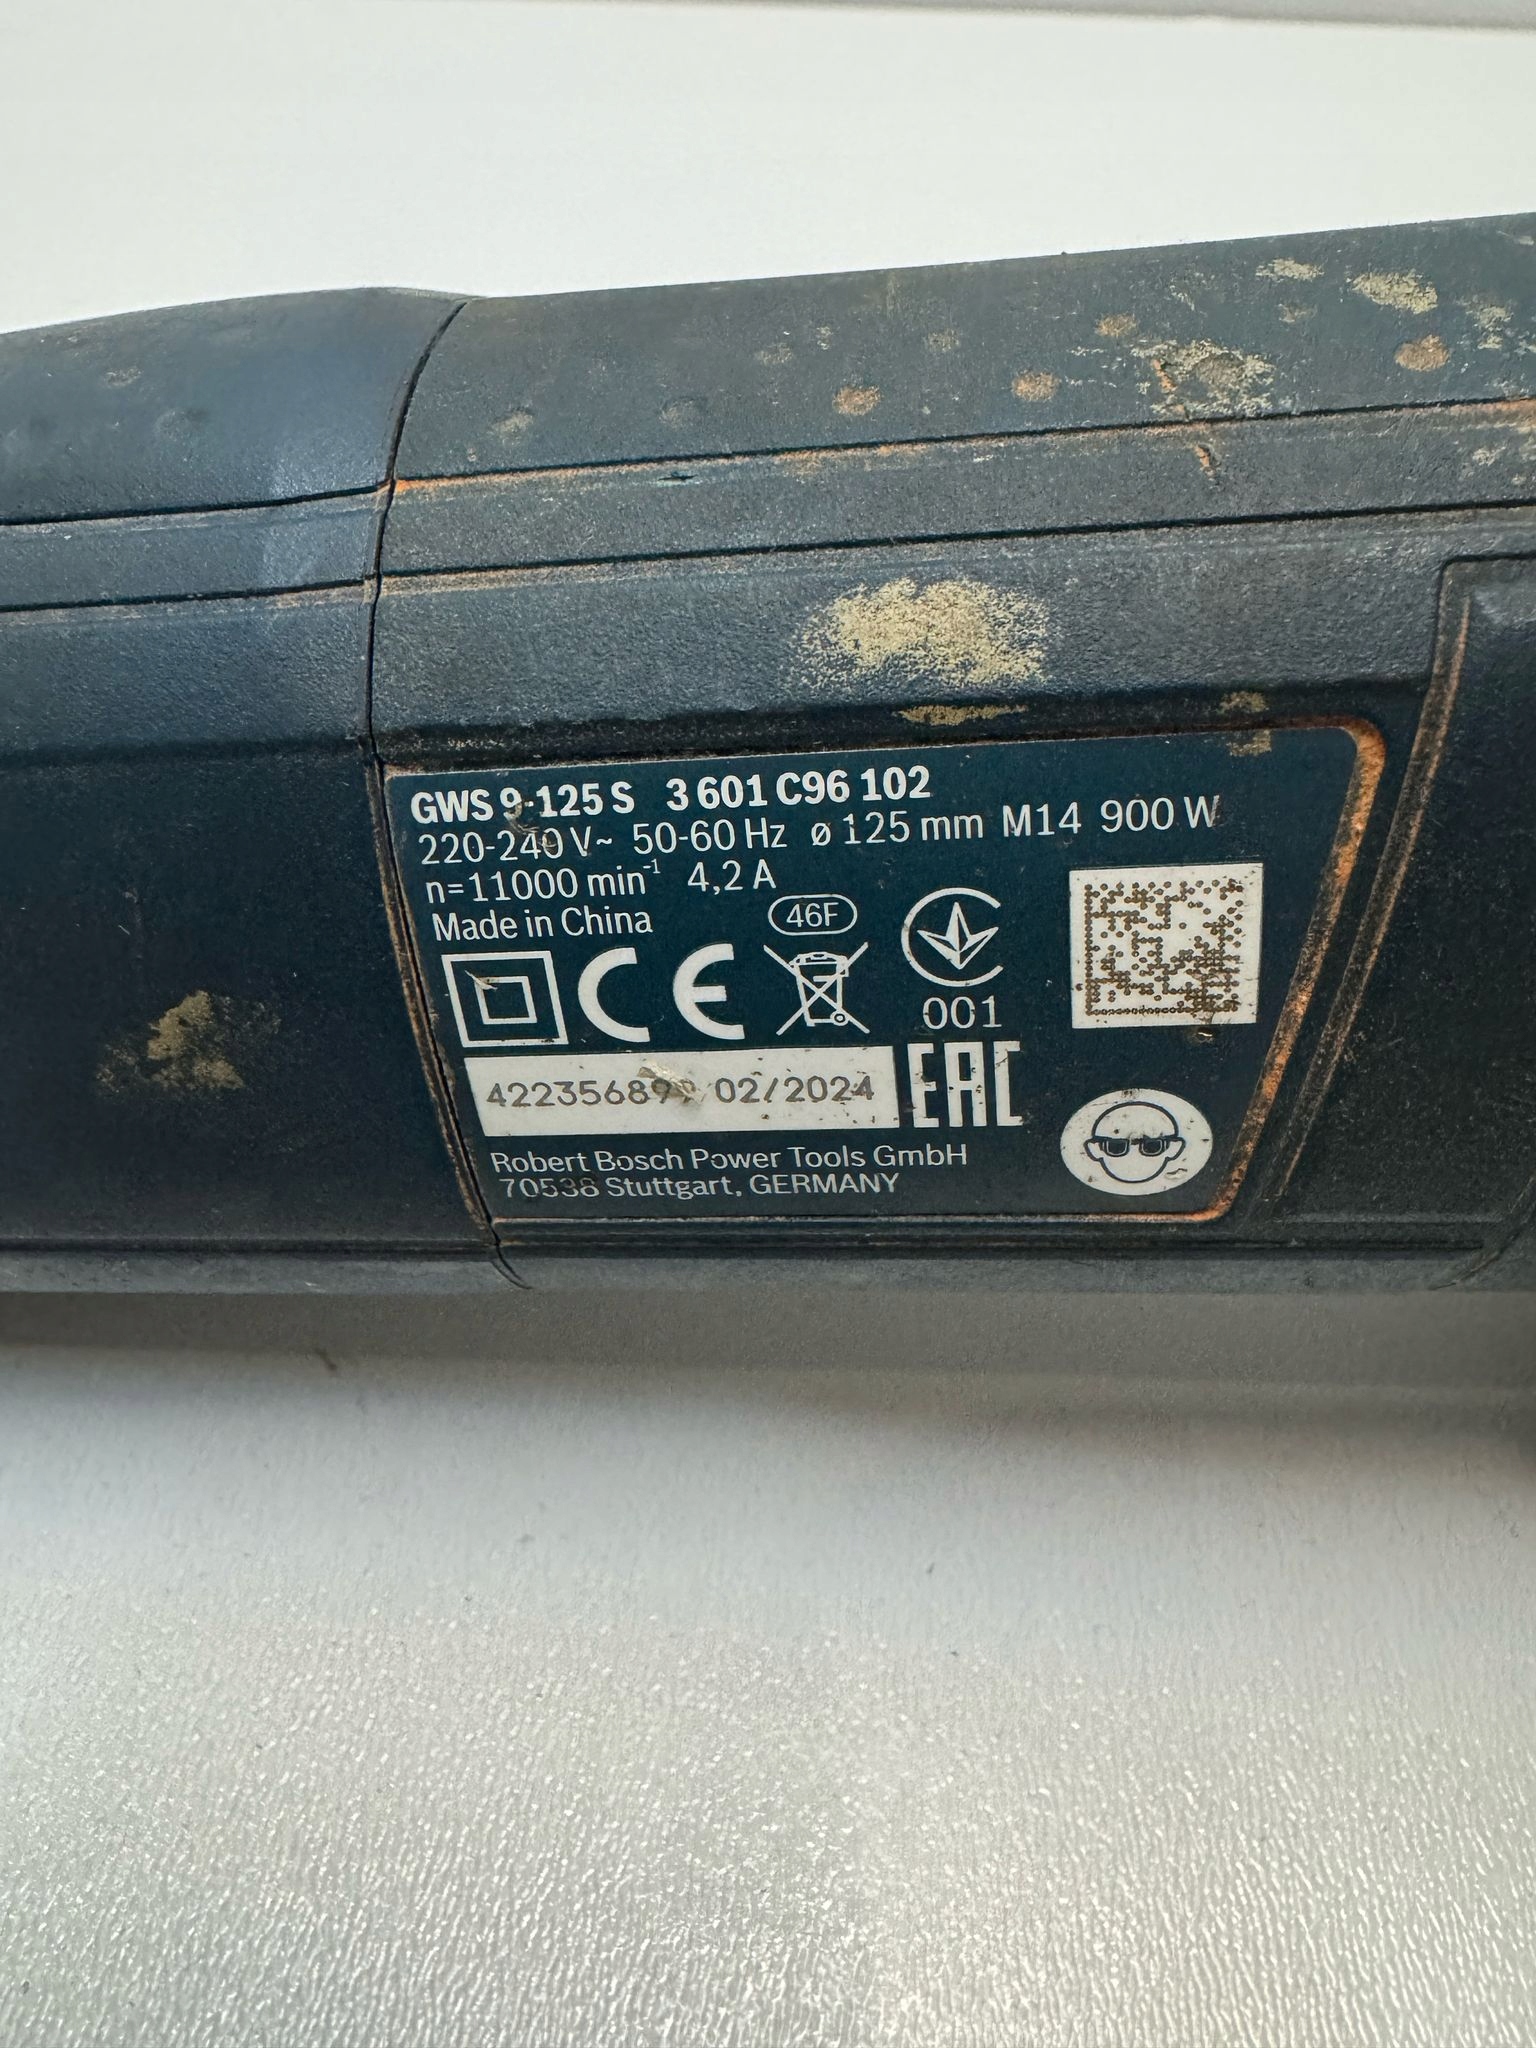 GWS 9-125 S 3 601 C96 102
220-240 V~ 50-60 Hz ø 125 mm M14 900 W
n=11000 min⁻¹ 4,2 A
Made in China
46F
CE
001
02/2024
EAC
Robert Bosch Power Tools GmbH
70538 Stuttgart, GERMANY